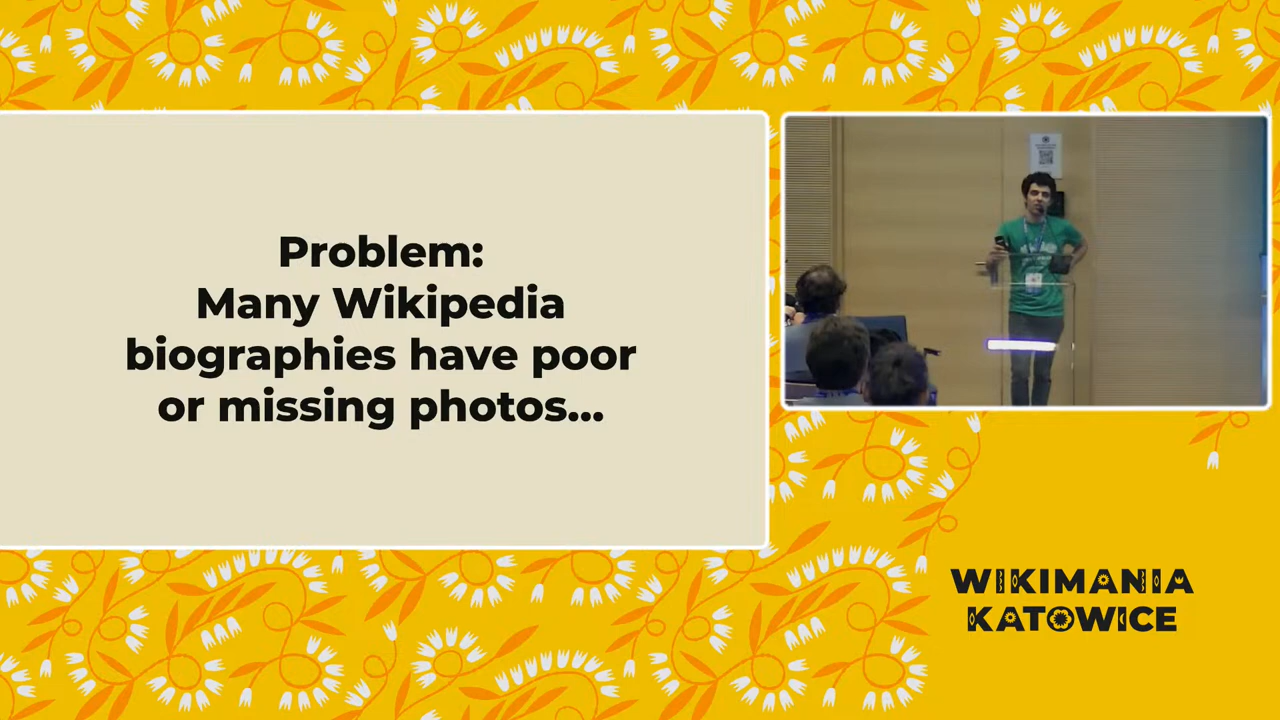 Problem:
Many Wikipedia
biographies have poor
or missing photos...
WIKIMANIA
KATOWICE